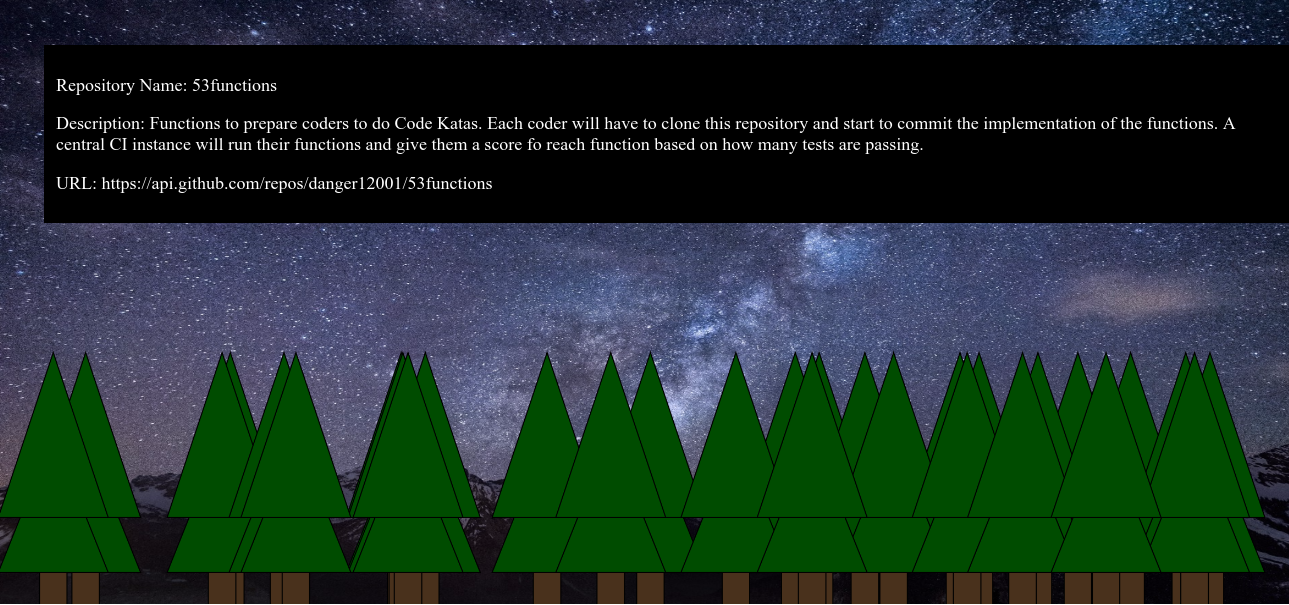 Repository Name: 53functions
Description: Functions to prepare coders to do Code Katas. Each coder will have to clone this repository and start to commit the implementation of the functions. A
central CI instance will run their functions and give them a score fo reach function based on how many tests are passing.
URL: https://api.github.com/repos/danger12001/53functions